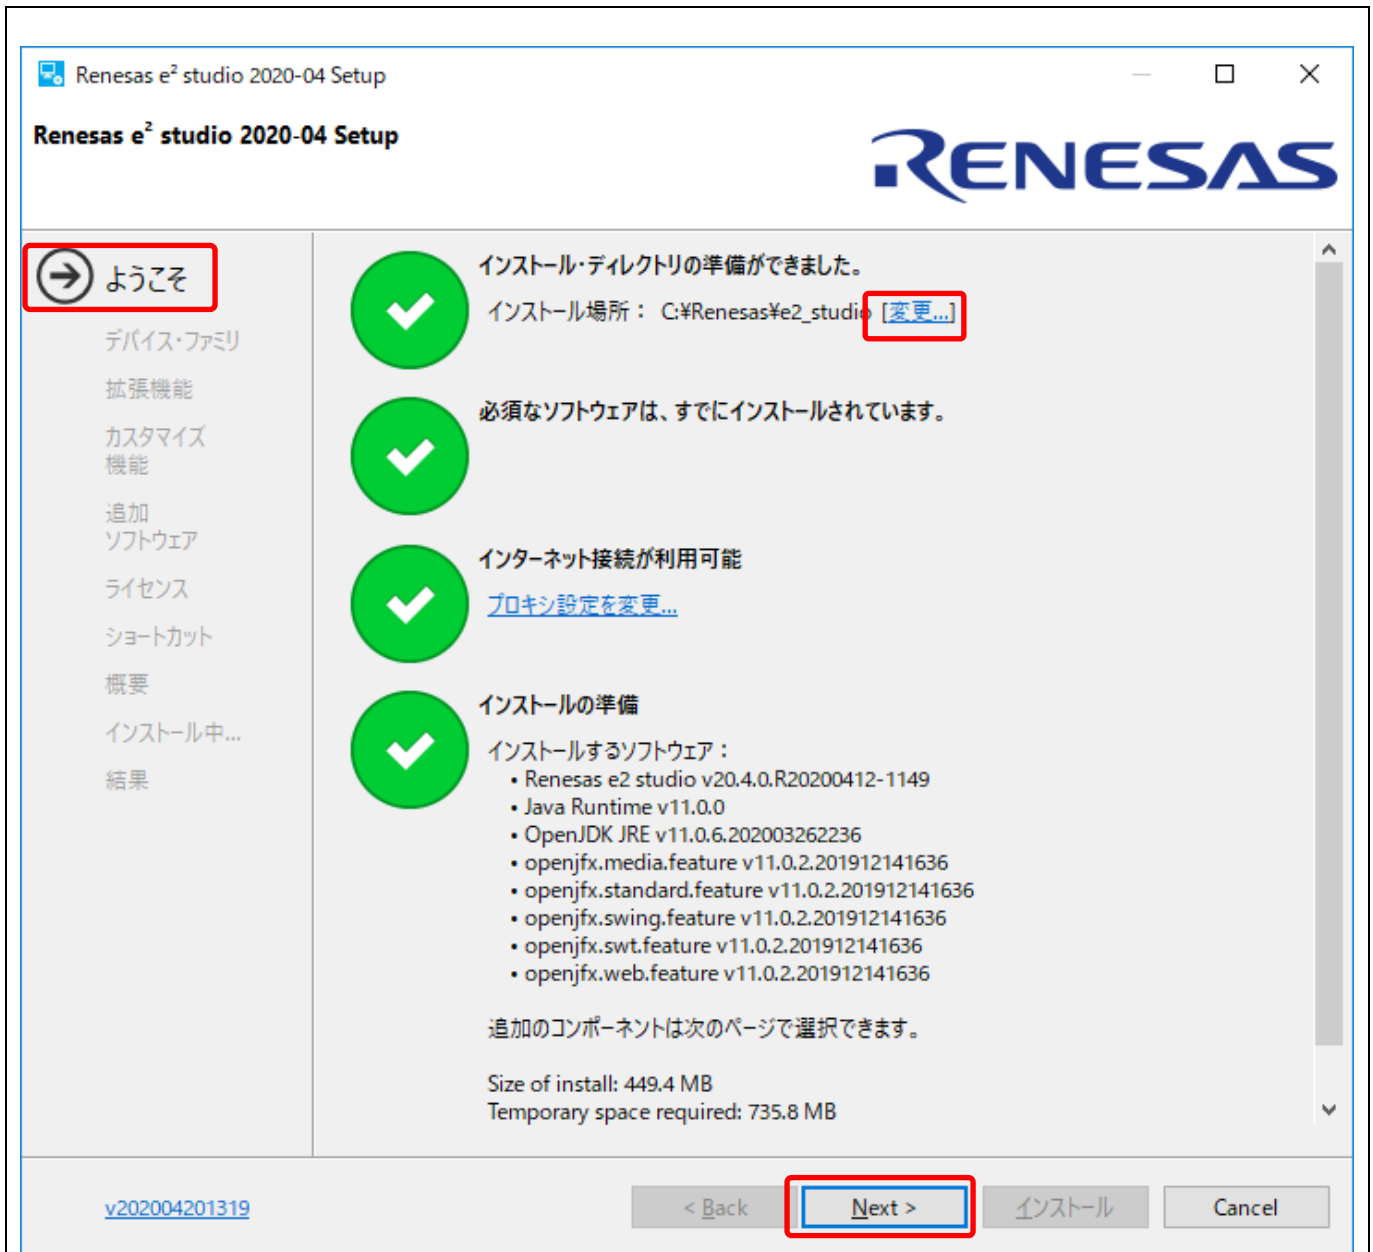 Renesas e² studio 2020-04 Setup
Renesas e² studio 2020-04 Setup
RENESAS
ようこそ
デバイス・ファミリ
拡張機能
カスタマイズ
機能
追加
ソフトウェア
ライセンス
ショートカット
概要
インストール中...
結果
インストール・ディレクトリの準備ができました。
インストール場所： C:¥Renesas¥e2_studio [変更...]
必須なソフトウェアは、すでにインストールされています。
インターネット接続が利用可能
プロキシ設定を変更...
インストールの準備
インストールするソフトウェア：
• Renesas e2 studio v20.4.0.R20200412-1149
• Java Runtime v11.0.0
• OpenJDK JRE v11.0.6.202003262236
• openjfx.media.feature v11.0.2.201912141636
• openjfx.standard.feature v11.0.2.201912141636
• openjfx.swing.feature v11.0.2.201912141636
• openjfx.swt.feature v11.0.2.201912141636
• openjfx.web.feature v11.0.2.201912141636
追加のコンポーネントは次のページで選択できます。
Size of install: 449.4 MB
Temporary space required: 735.8 MB
v202004201319
< Back
Next >
インストール
Cancel